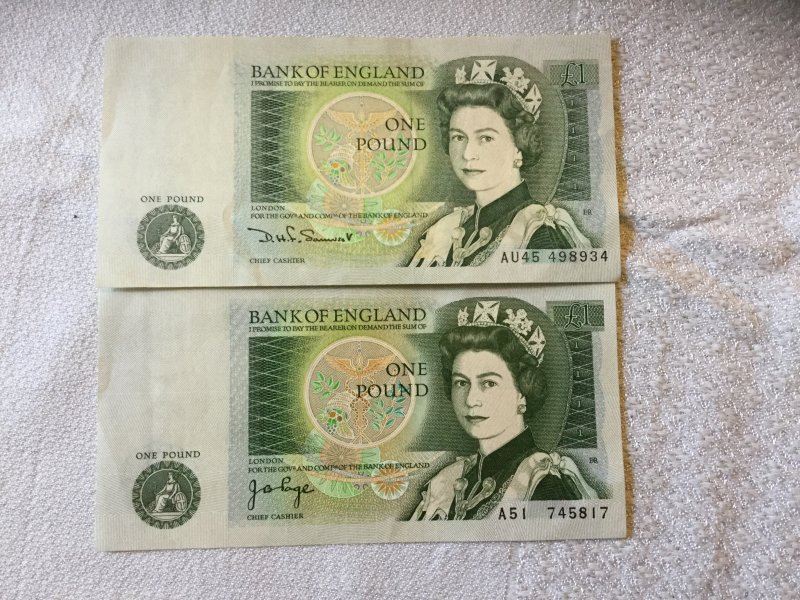 BANK OF ENGLAND
I PROMISE TO PAY THE BEARER ON DEMAND THE SUM OF
£1
ONE
POUND
ONE POUND
LONDON
FOR THE GOVR AND COMPA OF THE BANK OF ENGLAND
CHIEF CASHIER
AU45 498934
BANK OF ENGLAND
I PROMISE TO PAY THE BEARER ON DEMAND THE SUM OF
£1
ONE
POUND
ONE POUND
LONDON
FOR THE GOVR AND COMPA OF THE BANK OF ENGLAND
J B Page
CHIEF CASHIER
A51 745817